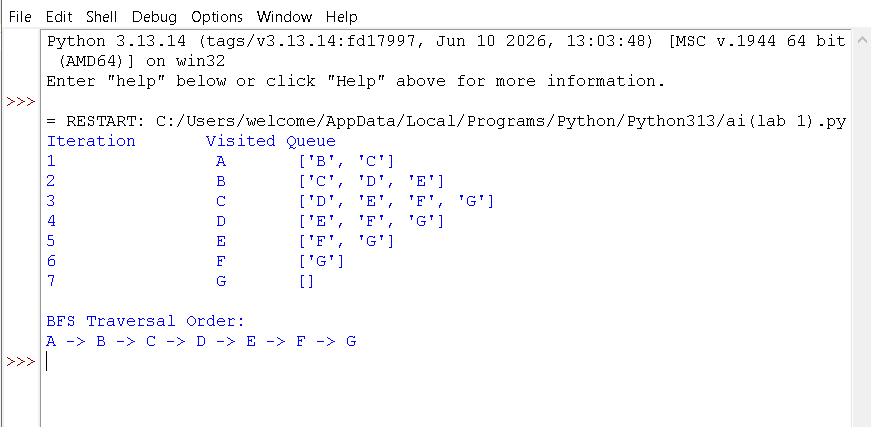 File Edit Shell Debug Options Window Help
Python 3.13.14 (tags/v3.13.14:fd17997, Jun 10 2026, 13:03:48) [MSC v.1944 64 bit
 (AMD64)] on win32
Enter "help" below or click "Help" above for more information.
>>>
= RESTART: C:/Users/welcome/AppData/Local/Programs/Python/Python313/ai(lab 1).py
Iteration       Visited Queue
1                A       ['B', 'C']
2                B       ['C', 'D', 'E']
3                C       ['D', 'E', 'F', 'G']
4                D       ['E', 'F', 'G']
5                E       ['F', 'G']
6                F       ['G']
7                G       []
BFS Traversal Order:
A -> B -> C -> D -> E -> F -> G
>>>